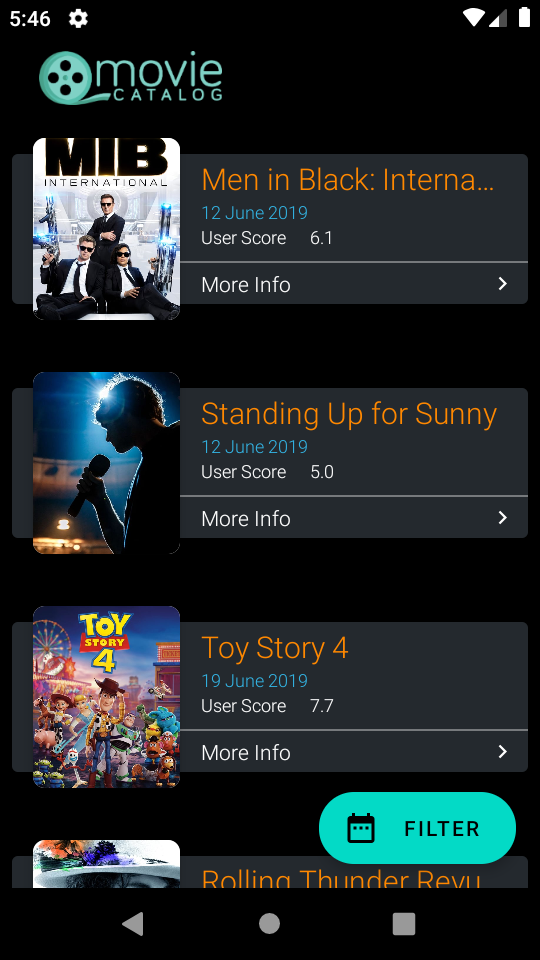 5:46
movie
CATALOG
MIB
INTERNATIONAL
Men in Black: Interna...
12 June 2019
User Score 6.1
More Info
Standing Up for Sunny
12 June 2019
User Score 5.0
More Info
TOY
STORY
4
Toy Story 4
19 June 2019
User Score 7.7
More Info
FILTER
Rolling Thunder Revu